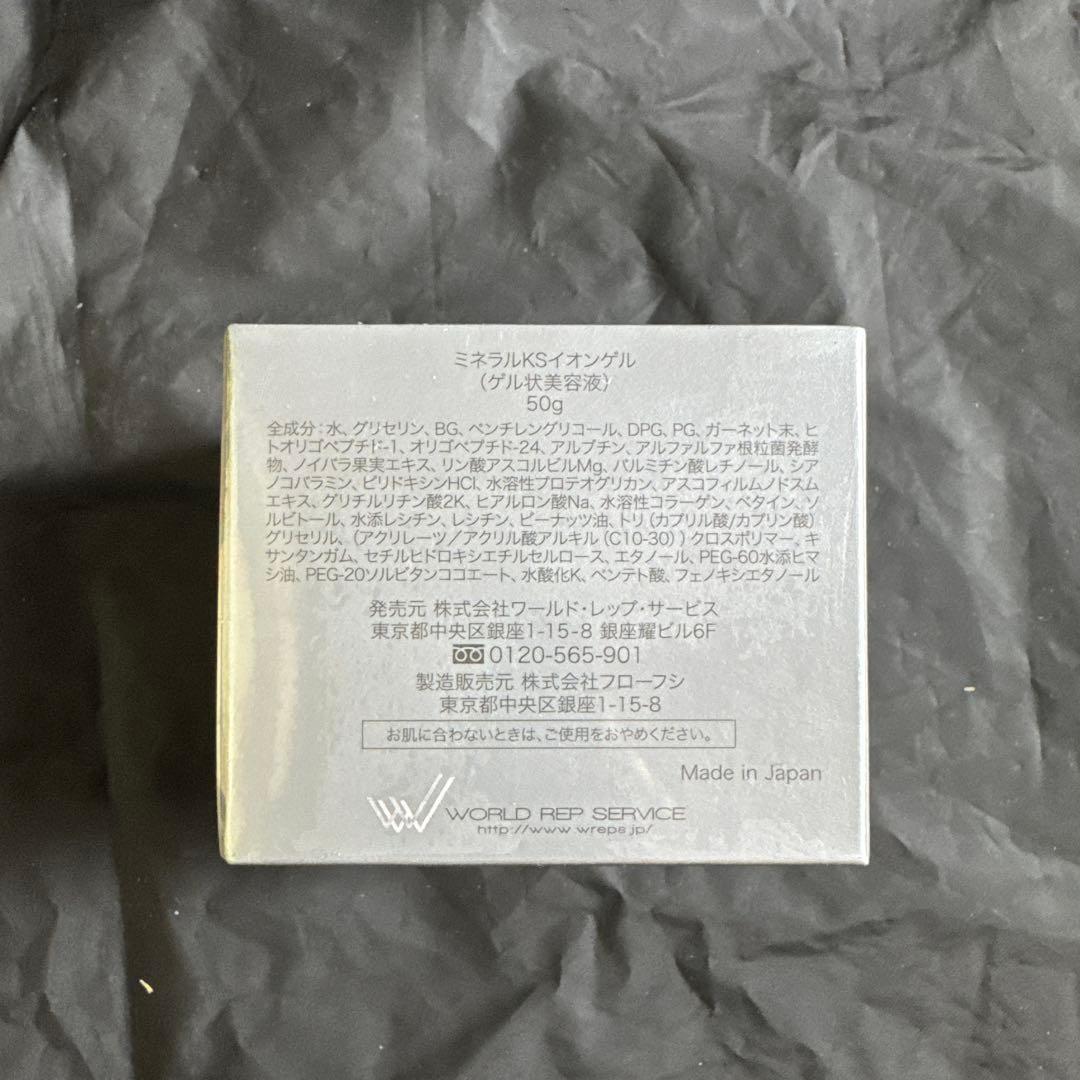 ミネラルKSイオンゲル
（ゲル状美容液）
50g
全成分：水、グリセリン、BG、ペンチレングリコール、DPG、PG、ガーネット末、ヒ
トオリゴペプチド-1、オリゴペプチド-24、アルブチン、アルファルファ根粒菌発酵
物、ノイバラ果実エキス、リン酸アスコルビルMg、パルミチン酸レチノール、シア
ノコバラミン、ピリドキシンHCl、水溶性プロテオグリカン、アスコフィルムノドスム
エキス、グリチルリチン酸2K、ヒアルロン酸Na、水溶性コラーゲン、ベタイン、ソ
ルビトール、水添レシチン、レシチン、ピーナッツ油、トリ（カプリル酸/カプリン酸）
グリセリル、（アクリレーツ／アクリル酸アルキル（C10-30））クロスポリマー、キ
サンタンガム、セチルヒドロキシエチルセルロース、エタノール、PEG-60水添ヒマ
シ油、PEG-20ソルビタンココエート、水酸化K、ペンテト酸、フェノキシエタノール
発売元 株式会社ワールド・レップ・サービス
東京都中央区銀座1-15-8 銀座耀ビル6F
0120-565-901
製造販売元 株式会社フローフシ
東京都中央区銀座1-15-8
お肌に合わないときは、ご使用をおやめください。
Made in Japan
WORLD REP SERVICE
http://www.wreps.jp/